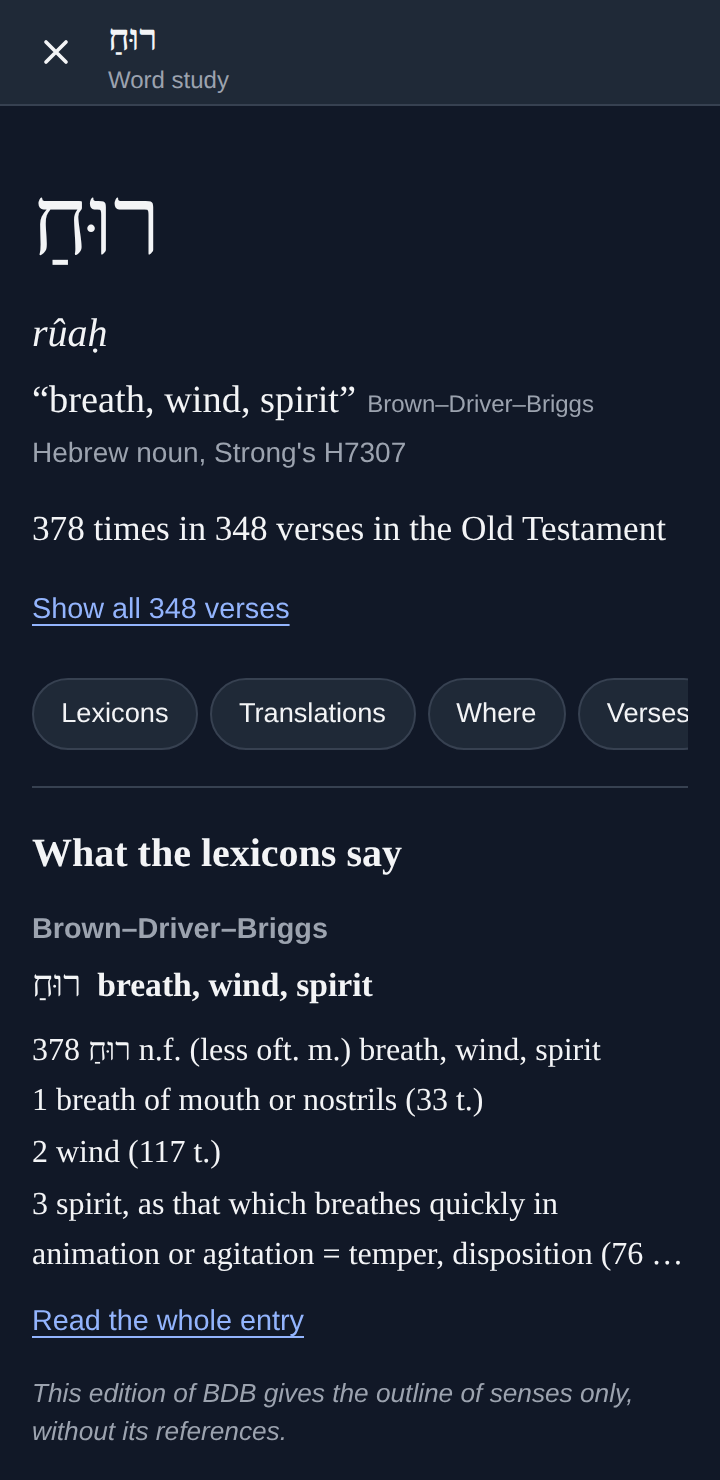 רוּחַ
Word study
רוּחַ
rûaḥ
“breath, wind, spirit” Brown–Driver–Briggs
Hebrew noun, Strong's H7307
378 times in 348 verses in the Old Testament
Show all 348 verses
Lexicons Translations Where Verses
What the lexicons say
Brown–Driver–Briggs
רוּחַ breath, wind, spirit
378 רוּחַ n.f. (less oft. m.) breath, wind, spirit
1 breath of mouth or nostrils (33 t.)
2 wind (117 t.)
3 spirit, as that which breathes quickly in
animation or agitation = temper, disposition (76 …
Read the whole entry
This edition of BDB gives the outline of senses only,
without its references.